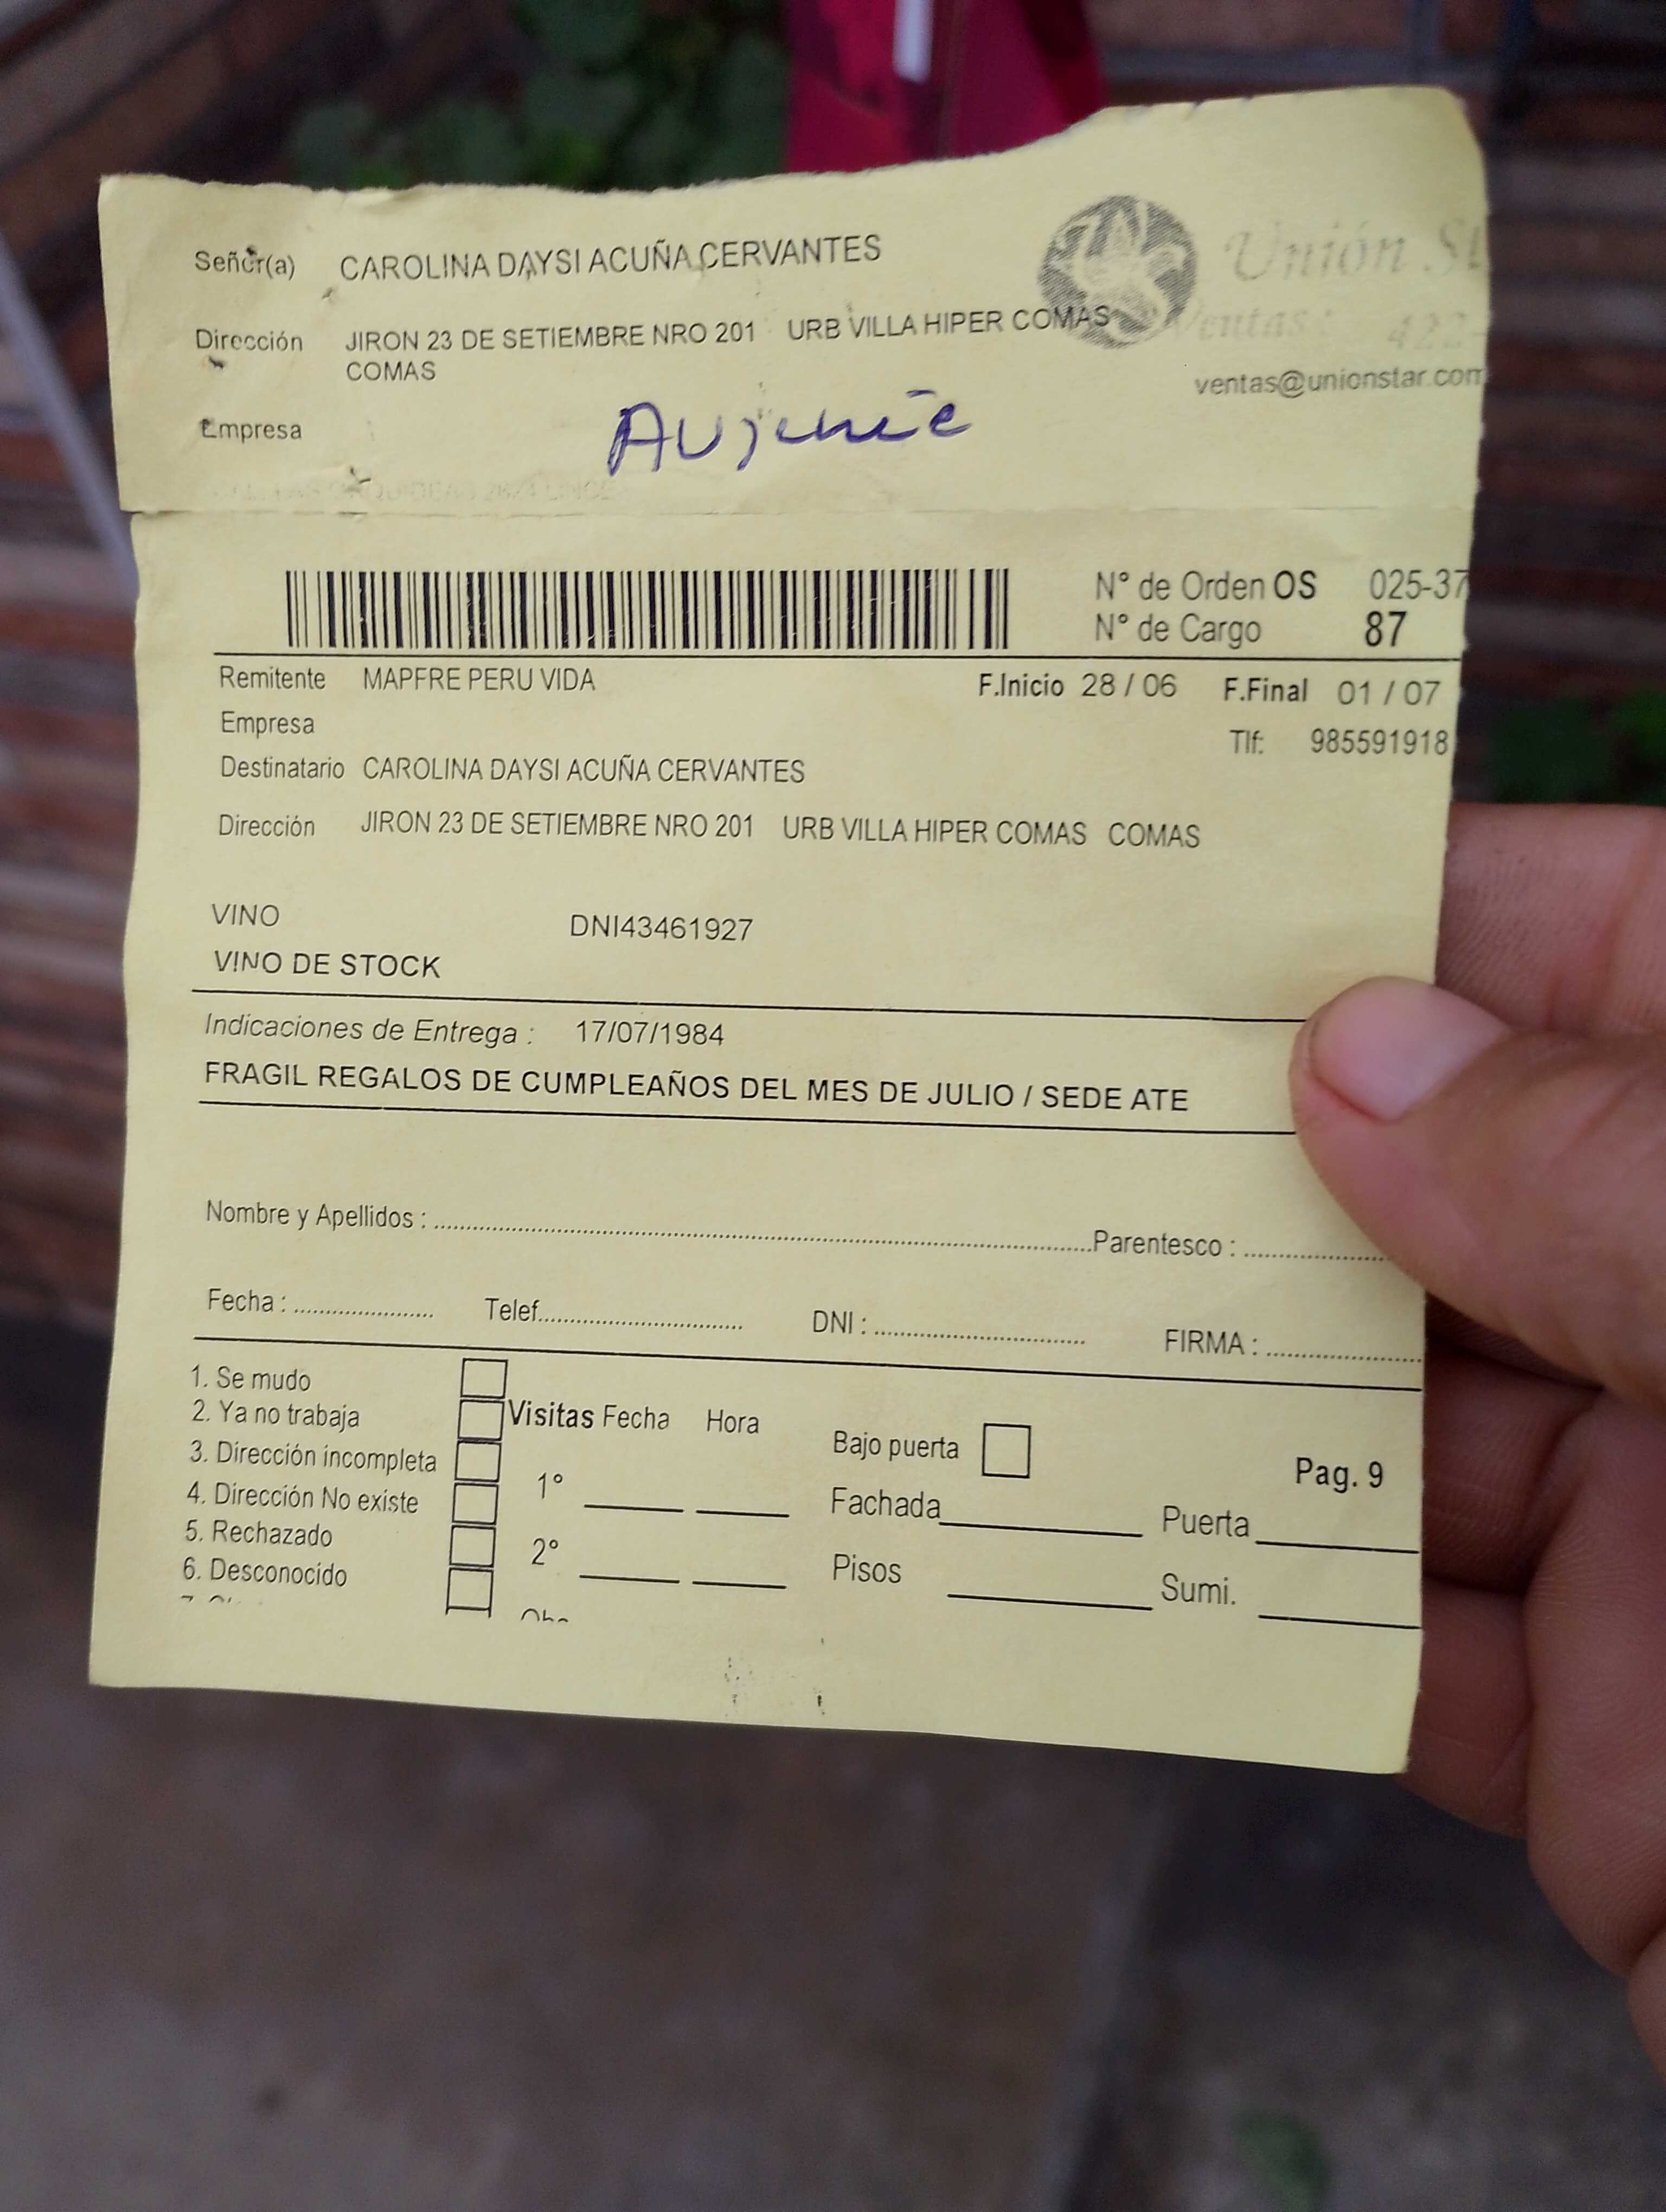 Señor(a) CAROLINA DAYSI ACUÑA CERVANTES
Unión St
Dirección JIRON 23 DE SETIEMBRE NRO 201 URB VILLA HIPER COMAS
COMAS
Ventas: 422-
ventas@unionstar.com
Empresa
N° de Orden OS 025-37
N° de Cargo 87
Remitente MAPFRE PERU VIDA F.Inicio 28 / 06 F.Final 01 / 07
Empresa Tlf: 985591918
Destinatario CAROLINA DAYSI ACUÑA CERVANTES
Dirección JIRON 23 DE SETIEMBRE NRO 201 URB VILLA HIPER COMAS COMAS
VINO DNI43461927
VINO DE STOCK
Indicaciones de Entrega : 17/07/1984
FRAGIL REGALOS DE CUMPLEAÑOS DEL MES DE JULIO / SEDE ATE
Nombre y Apellidos : Parentesco :
Fecha : Telef. DNI : FIRMA :
1. Se mudo
2. Ya no trabaja
3. Dirección incompleta
4. Dirección No existe
5. Rechazado
6. Desconocido
Visitas Fecha Hora
1°
2°
Bajo puerta
Fachada
Pisos
Pag. 9
Puerta
Sumi.